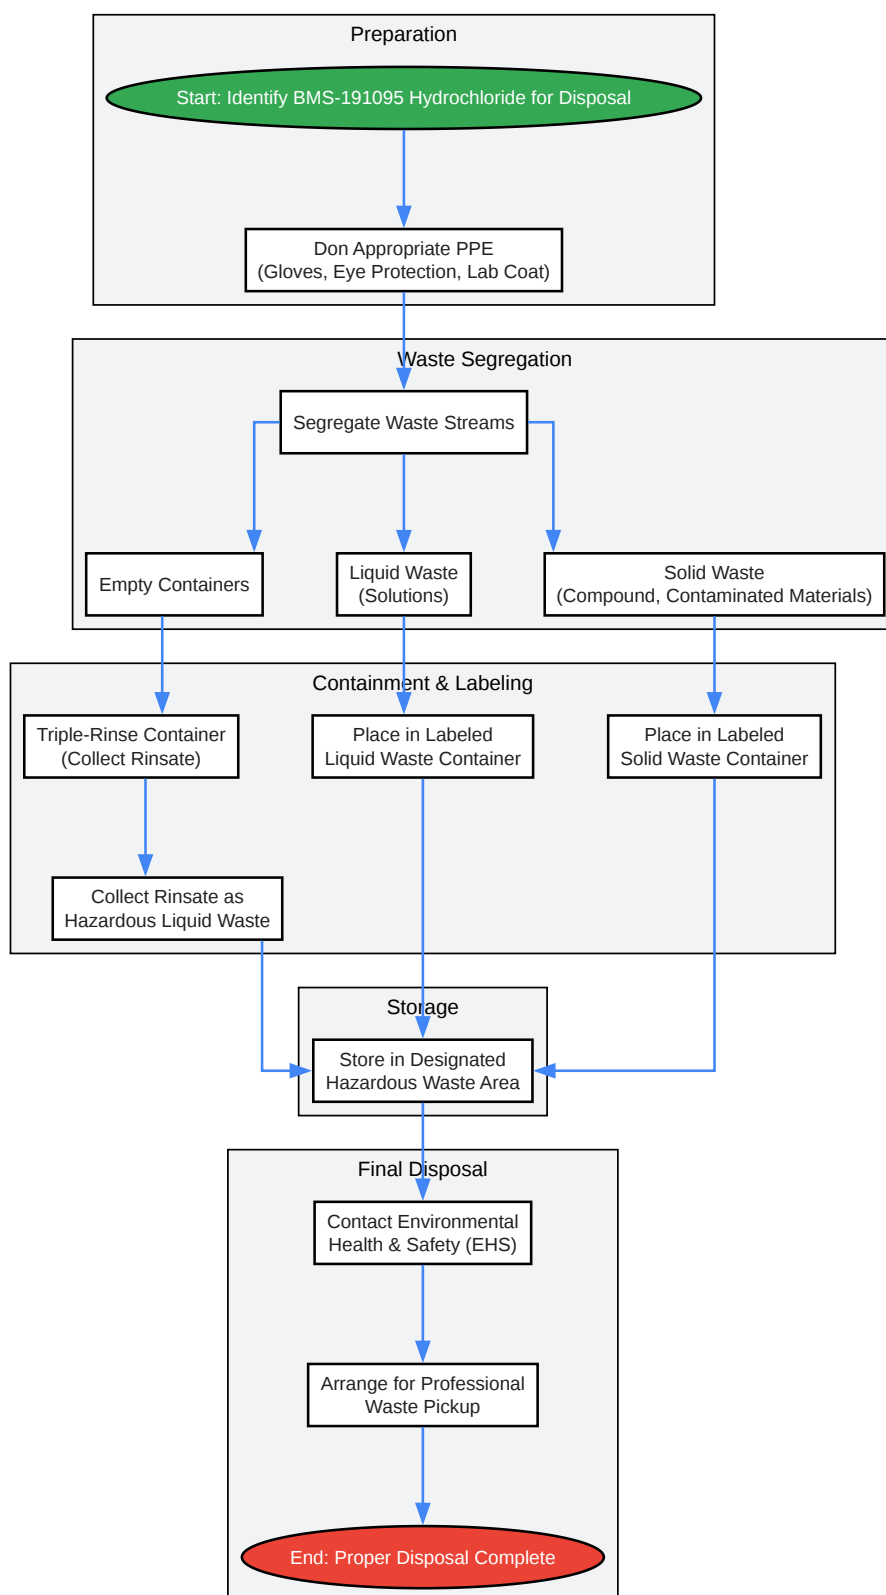 Preparation
Start: Identify BMS-191095 Hydrochloride for Disposal
Don Appropriate PPE
(Gloves, Eye Protection, Lab Coat)
Waste Segregation
Segregate Waste Streams
Empty Containers
Liquid Waste
(Solutions)
Solid Waste
(Compound, Contaminated Materials)
Containment & Labeling
Triple-Rinse Container
(Collect Rinsate)
Place in Labeled
Liquid Waste Container
Place in Labeled
Solid Waste Container
Collect Rinsate as
Hazardous Liquid Waste
Storage
Store in Designated
Hazardous Waste Area
Final Disposal
Contact Environmental
Health & Safety (EHS)
Arrange for Professional
Waste Pickup
End: Proper Disposal Complete